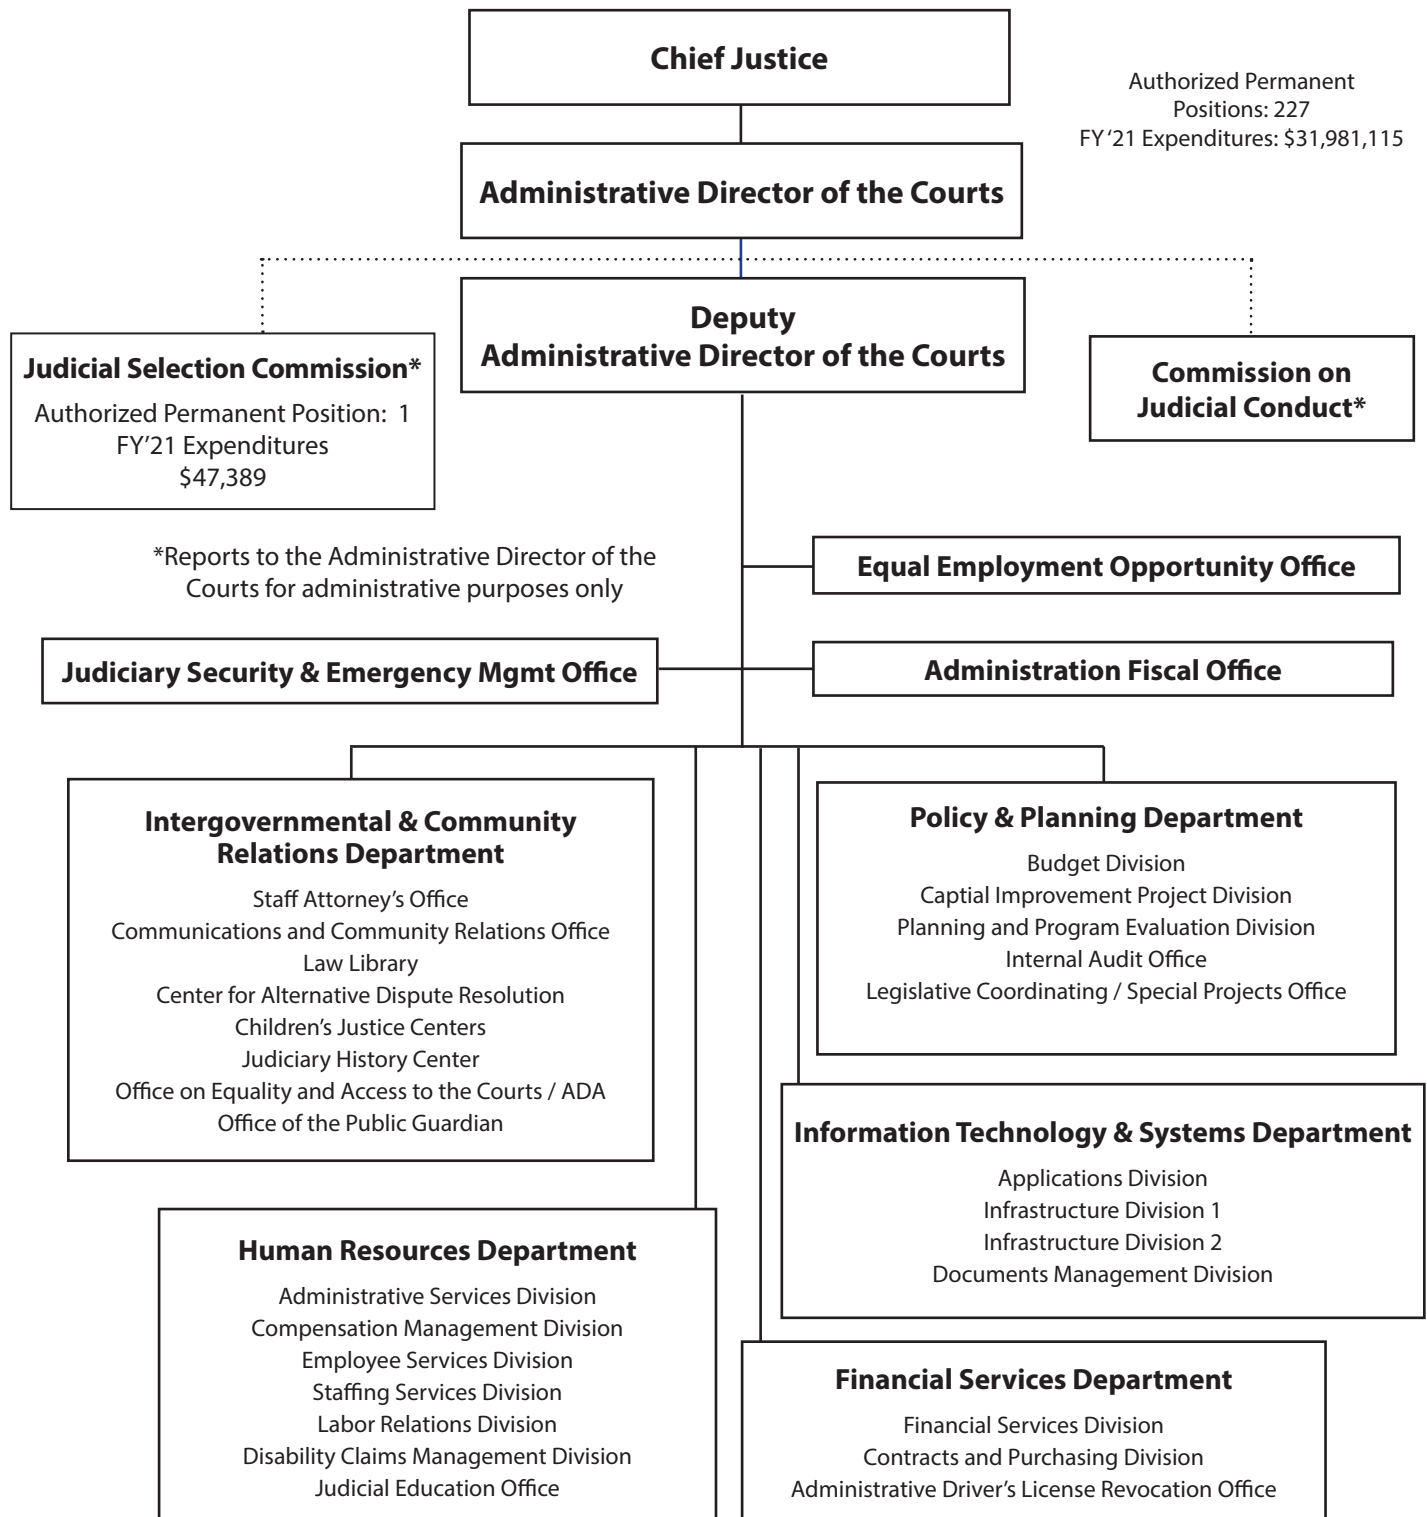 Chief Justice
Authorized Permanent
Positions: 227
FY ‘21 Expenditures: $31,981,115
Administrative Director of the Courts
Deputy
Administrative Director of the Courts
Judicial Selection Commission*
Authorized Permanent Position:  1
FY’21 Expenditures
$47,389
Commission on
Judicial Conduct*
*Reports to the Administrative Director of the
Courts for administrative purposes only
Equal Employment Opportunity Office
Judiciary Security & Emergency Mgmt Office
Administration Fiscal Office
Intergovernmental & Community
Relations Department
Staff Attorney’s Office
Communications and Community Relations Office
Law Library
Center for Alternative Dispute Resolution
Children’s Justice Centers
Judiciary History Center
Office on Equality and Access to the Courts / ADA
Office of the Public Guardian
Policy & Planning Department
Budget Division
Captial Improvement Project Division
Planning and Program Evaluation Division
Internal Audit Office
Legislative Coordinating / Special Projects Office
Information Technology & Systems Department
Applications Division
Infrastructure Division 1
Infrastructure Division 2
Documents Management Division
Human Resources Department
Administrative Services Division
Compensation Management Division
Employee Services Division
Staffing Services Division
Labor Relations Division
Disability Claims Management Division
Judicial Education Office
Financial Services Department
Financial Services Division
Contracts and Purchasing Division
Administrative Driver’s License Revocation Office